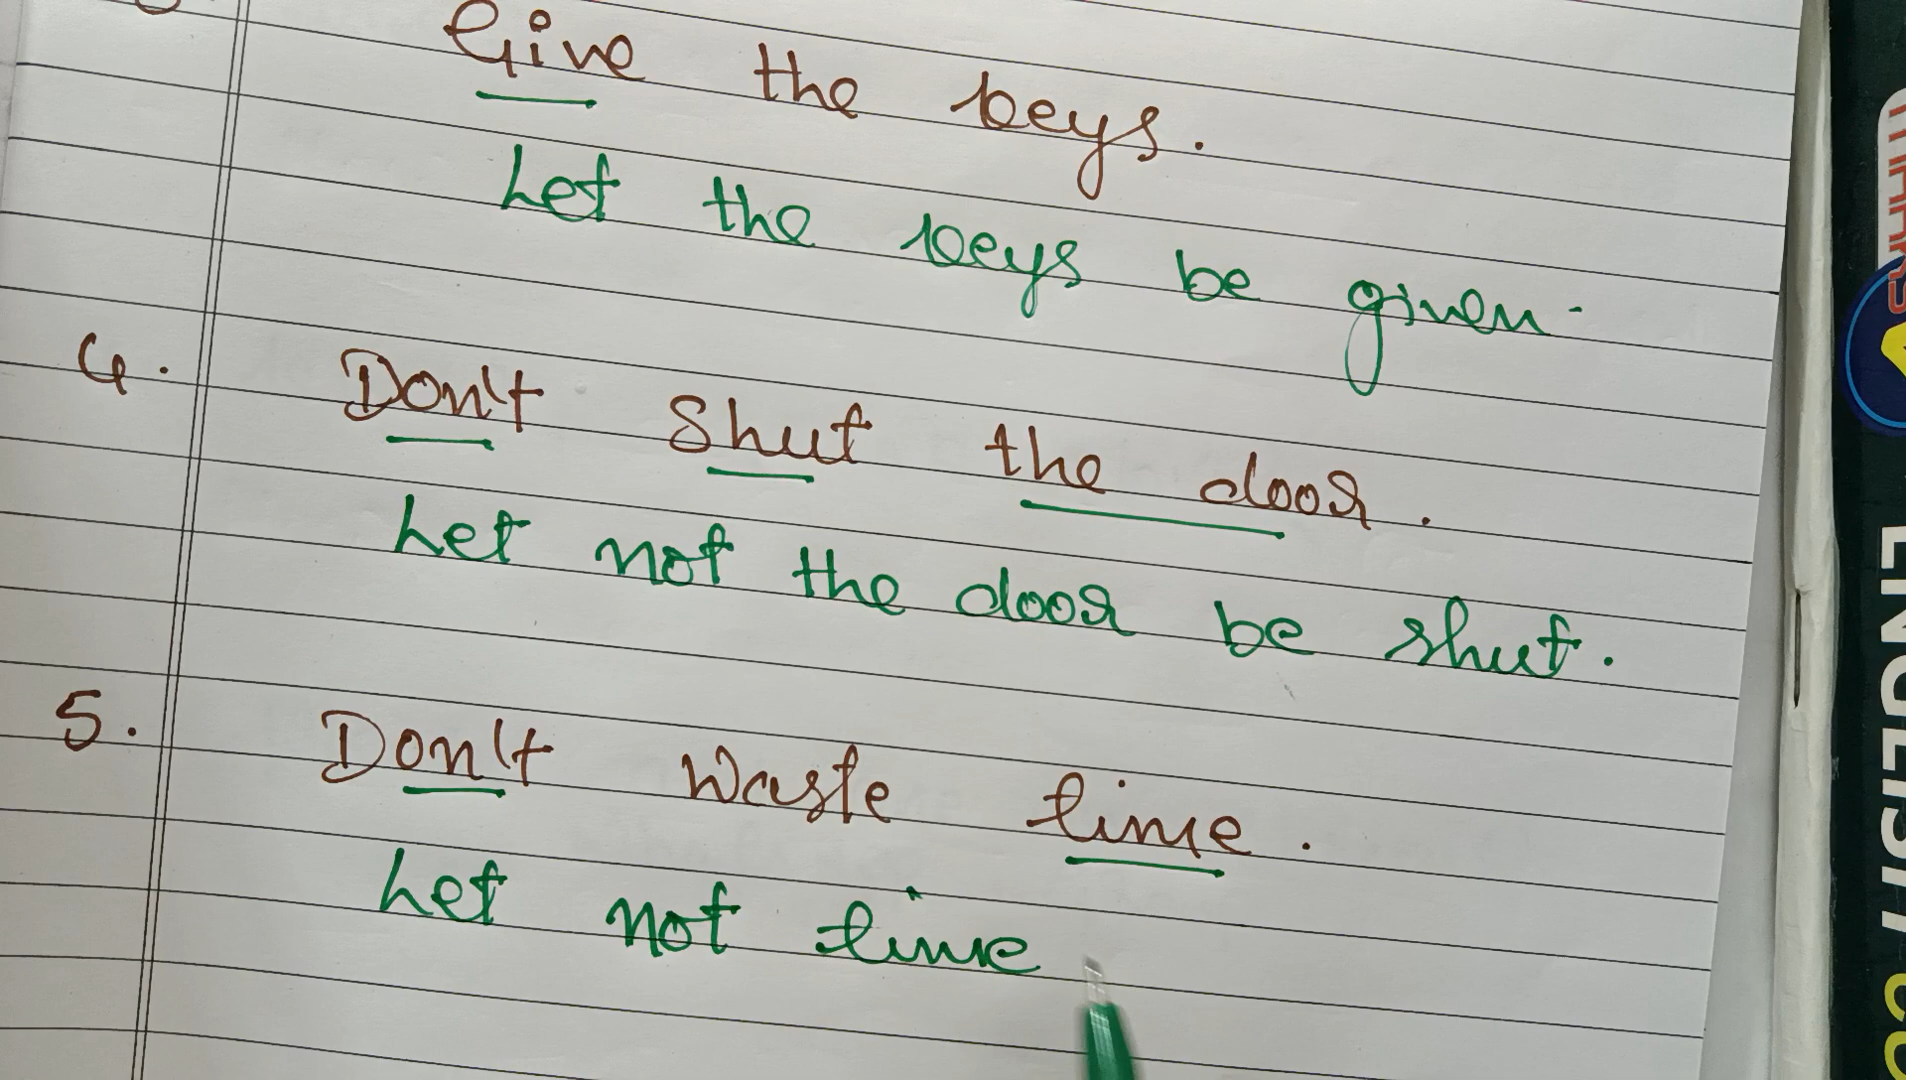 Give the keys.
Let the keys be given.
4. Don't Shut the door.
Let not the door be shut.
5. Don't Waste time.
Let not time
ENGLISH